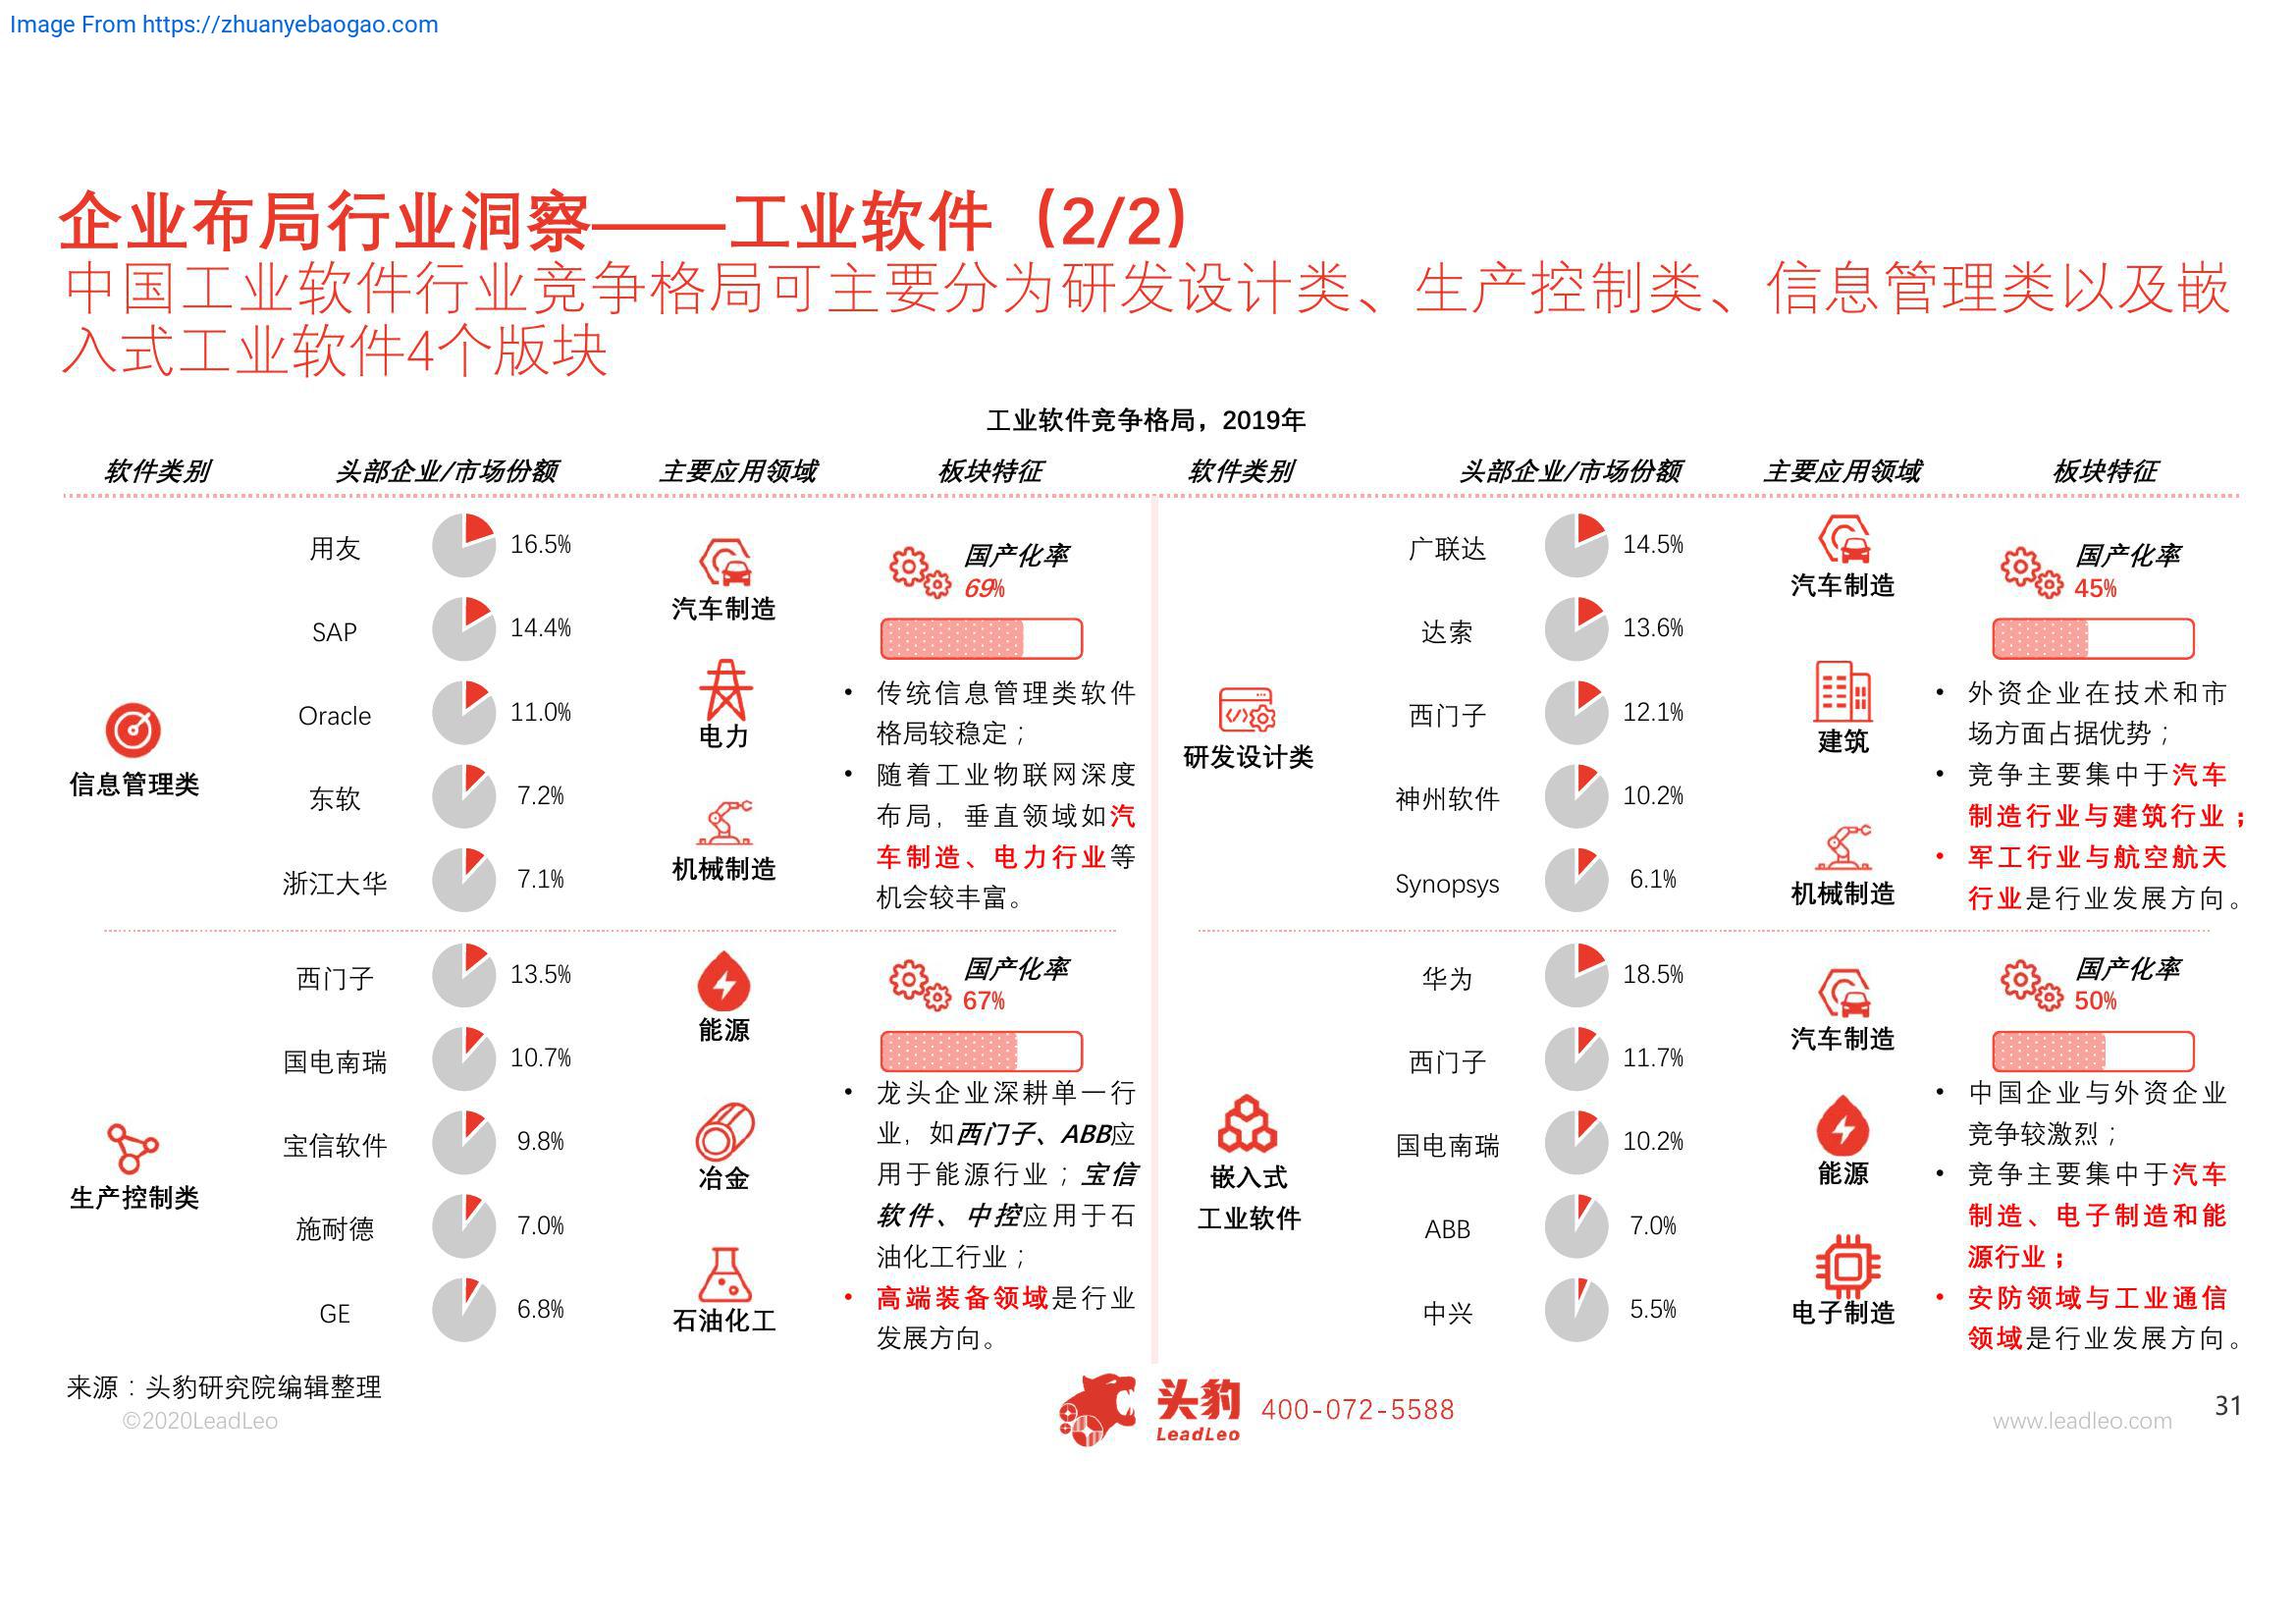 Image From https://zhuanyebaogao.com
企业布局行业洞察——工业软件（2/2）
中国工业软件行业竞争格局可主要分为研发设计类、生产控制类、信息管理类以及嵌
入式工业软件4个版块
工业软件竞争格局，2019年
软件类别 头部企业/市场份额 主要应用领域 板块特征 软件类别 头部企业/市场份额 主要应用领域 板块特征
信息管理类
用友 16.5%
SAP 14.4%
Oracle 11.0%
东软 7.2%
浙江大华 7.1%
汽车制造
电力
机械制造
国产化率
69%
• 传统信息管理类软件
格局较稳定；
• 随着工业物联网深度
布局，垂直领域如汽
车制造、电力行业等
机会较丰富。
生产控制类
西门子 13.5%
国电南瑞 10.7%
宝信软件 9.8%
施耐德 7.0%
GE 6.8%
能源
冶金
石油化工
国产化率
67%
• 龙头企业深耕单一行
业，如西门子、ABB应
用于能源行业；宝信
软件、中控应用于石
油化工行业；
• 高端装备领域是行业
发展方向。
研发设计类
广联达 14.5%
达索 13.6%
西门子 12.1%
神州软件 10.2%
Synopsys 6.1%
汽车制造
建筑
机械制造
国产化率
45%
• 外资企业在技术和市
场方面占据优势；
• 竞争主要集中于汽车
制造行业与建筑行业；
• 军工行业与航空航天
行业是行业发展方向。
嵌入式
工业软件
华为 18.5%
西门子 11.7%
国电南瑞 10.2%
ABB 7.0%
中兴 5.5%
汽车制造
能源
电子制造
国产化率
50%
• 中国企业与外资企业
竞争较激烈；
• 竞争主要集中于汽车
制造、电子制造和能
源行业；
• 安防领域与工业通信
领域是行业发展方向。
来源：头豹研究院编辑整理
©2020LeadLeo
头豹
LeadLeo
400-072-5588
www.leadleo.com
31